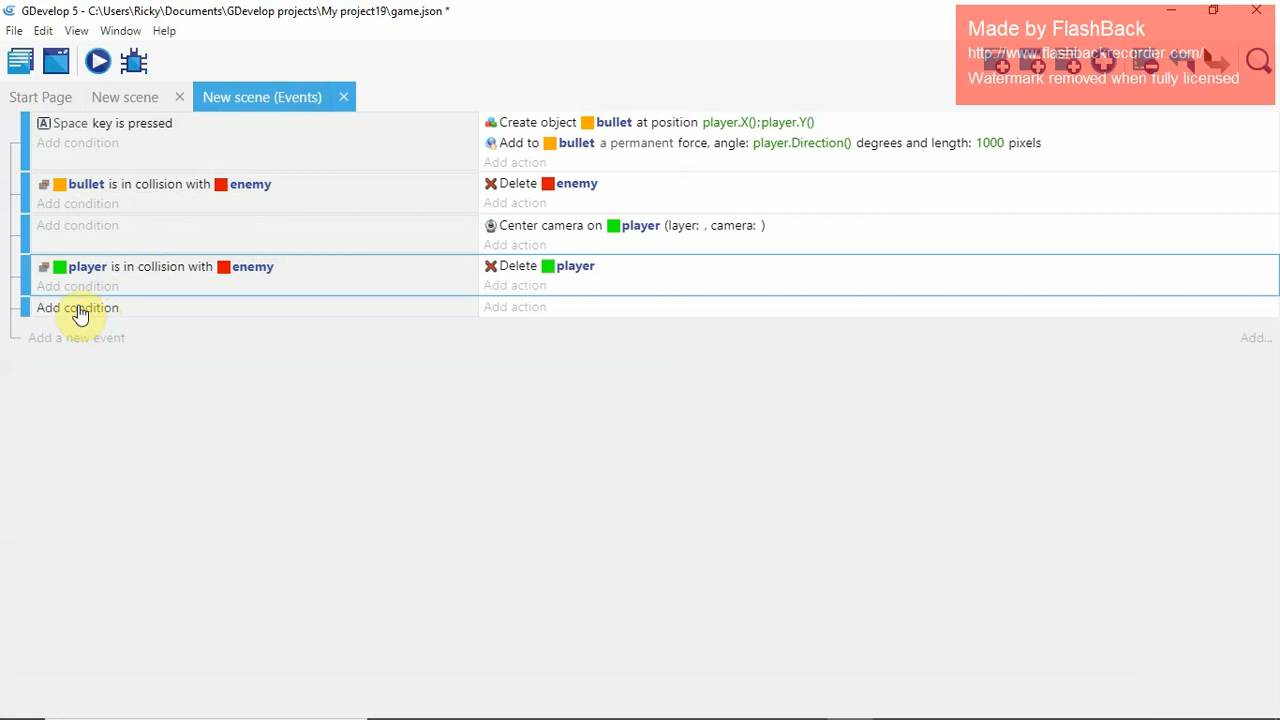 GDevelop 5 - C:\Users\Ricky\Documents\GDevelop projects\My project19\game.json *
Made by FlashBack
File Edit View Window Help
http://www.flashbackrecorder.com/
Watermark removed when fully licensed
Start Page New scene × New scene (Events) ×
A Space key is pressed
Create object bullet at position player.X();player.Y()
Add condition
Add to bullet a permanent force, angle: player.Direction() degrees and length: 1000 pixels
Add action
bullet is in collision with enemy
Delete enemy
Add condition
Add action
Add condition
Center camera on player (layer: , camera: )
Add action
player is in collision with enemy
Delete player
Add condition
Add action
Add condition
Add action
Add a new event
Add...